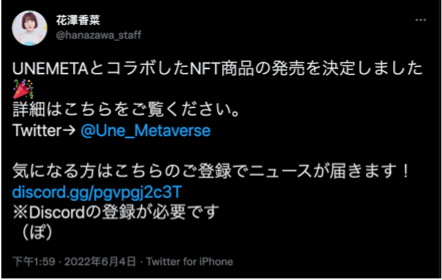 花澤香菜
@hanazawa_staff
UNEMETAとコラボしたNFT商品の発売を決定しました
🎉
詳細はこちらをご覧ください。
Twitter→ @Une_Metaverse
気になる方はこちらのご登録でニュースが届きます！
discord.gg/pgvpgj2c3T
※Discordの登録が必要です
（ぽ）
下午1:59 · 2022年6月4日 · Twitter for iPhone